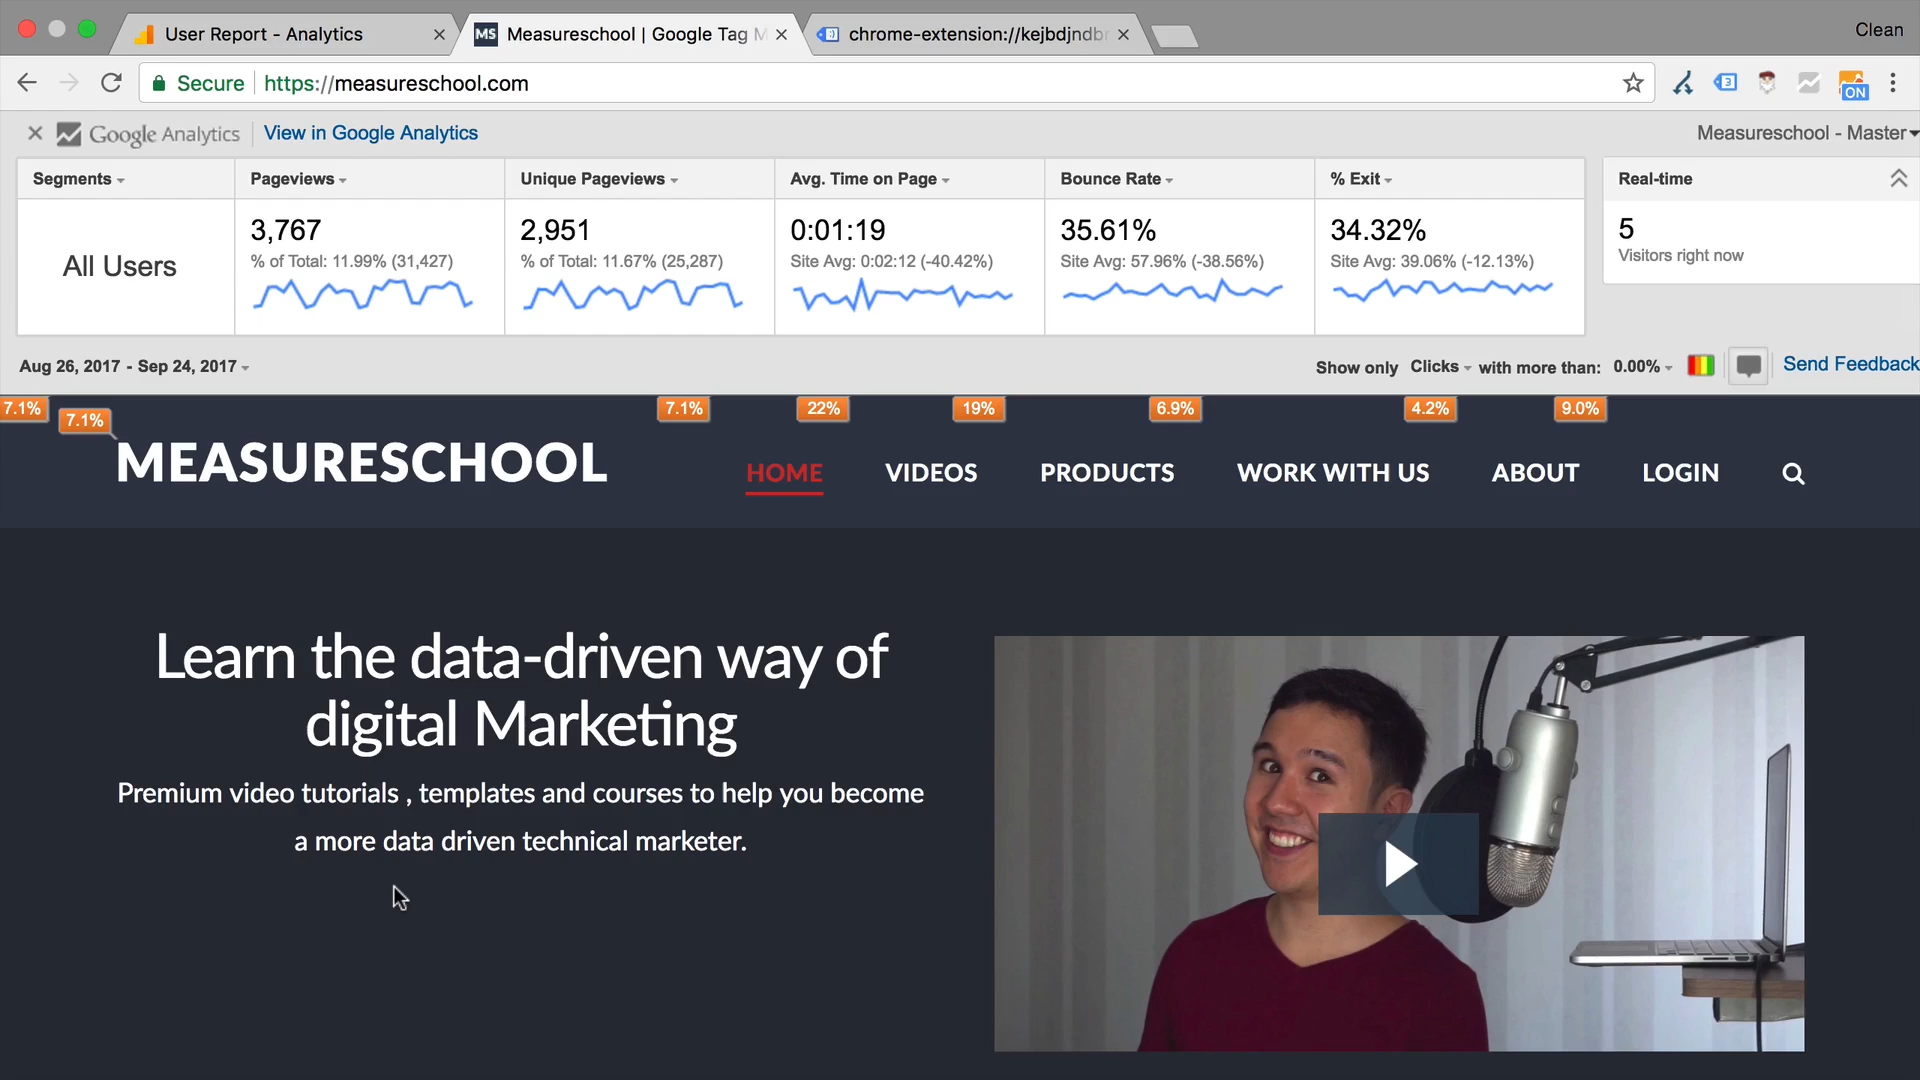 Clean
User Report - Analytics
MS Measureschool | Google Tag M
chrome-extension://kejbdjndbr
Secure https://measureschool.com
3
ON
Google Analytics View in Google Analytics Measureschool - Master
Segments Pageviews Unique Pageviews Avg. Time on Page Bounce Rate % Exit Real-time
All Users
3,767
% of Total: 11.99% (31,427)
2,951
% of Total: 11.67% (25,287)
0:01:19
Site Avg: 0:02:12 (-40.42%)
35.61%
Site Avg: 57.96% (-38.56%)
34.32%
Site Avg: 39.06% (-12.13%)
5
Visitors right now
Aug 26, 2017 - Sep 24, 2017 Show only Clicks with more than: 0.00% Send Feedback
7.1% 7.1% 7.1% 22% 19% 6.9% 4.2% 9.0%
MEASURESCHOOL HOME VIDEOS PRODUCTS WORK WITH US ABOUT LOGIN
Learn the data-driven way of
digital Marketing
Premium video tutorials , templates and courses to help you become
a more data driven technical marketer.